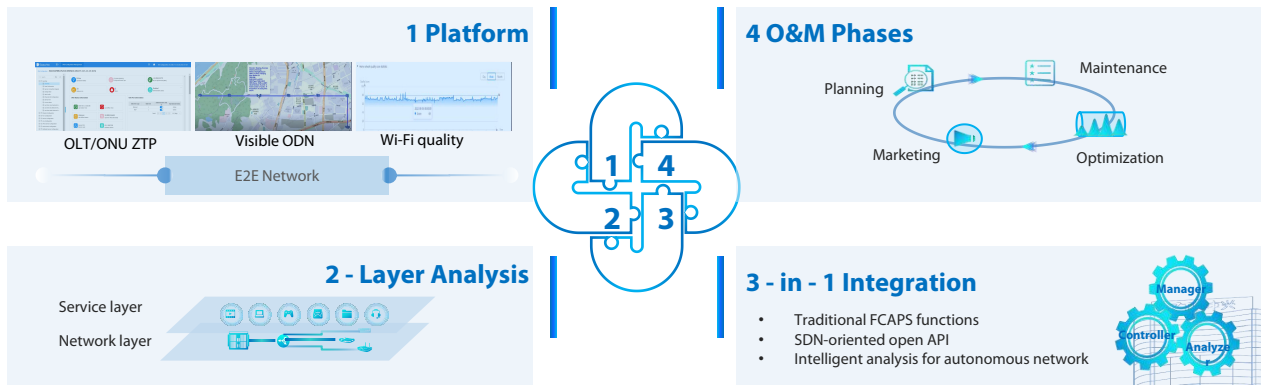 1 Platform
OLT/ONU ZTP
Visible ODN
Wi-Fi quality
E2E Network
4 O&M Phases
Planning
Maintenance
Marketing
Optimization
1
4
2
3
2 - Layer Analysis
Service layer
Network layer
3 - in - 1 Integration
• Traditional FCAPS functions
• SDN-oriented open API
• Intelligent analysis for autonomous network
Manager
Controller
Analyze
r